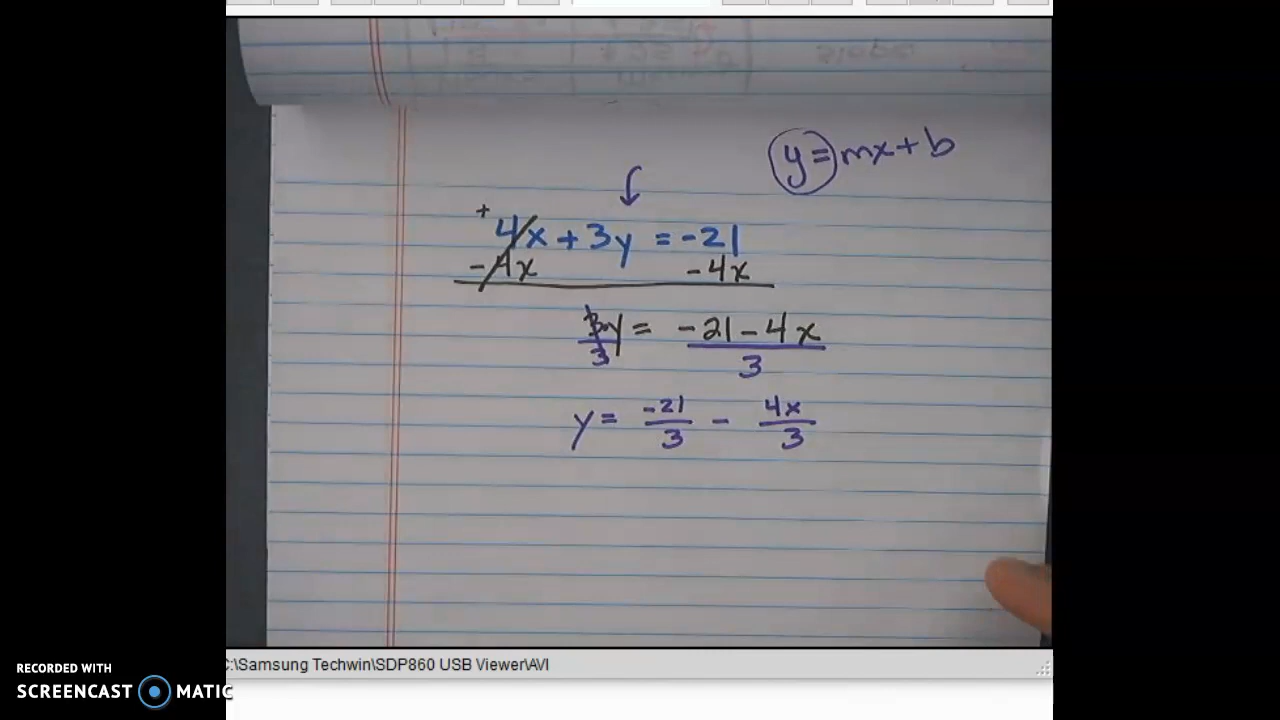 y = mx + b
+
4x + 3y = -21
-4x -4x
3y = -21 - 4x
3 3
y = -21 - 4x
3 3
C:\Samsung Techwin\SDP860 USB Viewer\AVI
RECORDED WITH
SCREENCAST MATIC